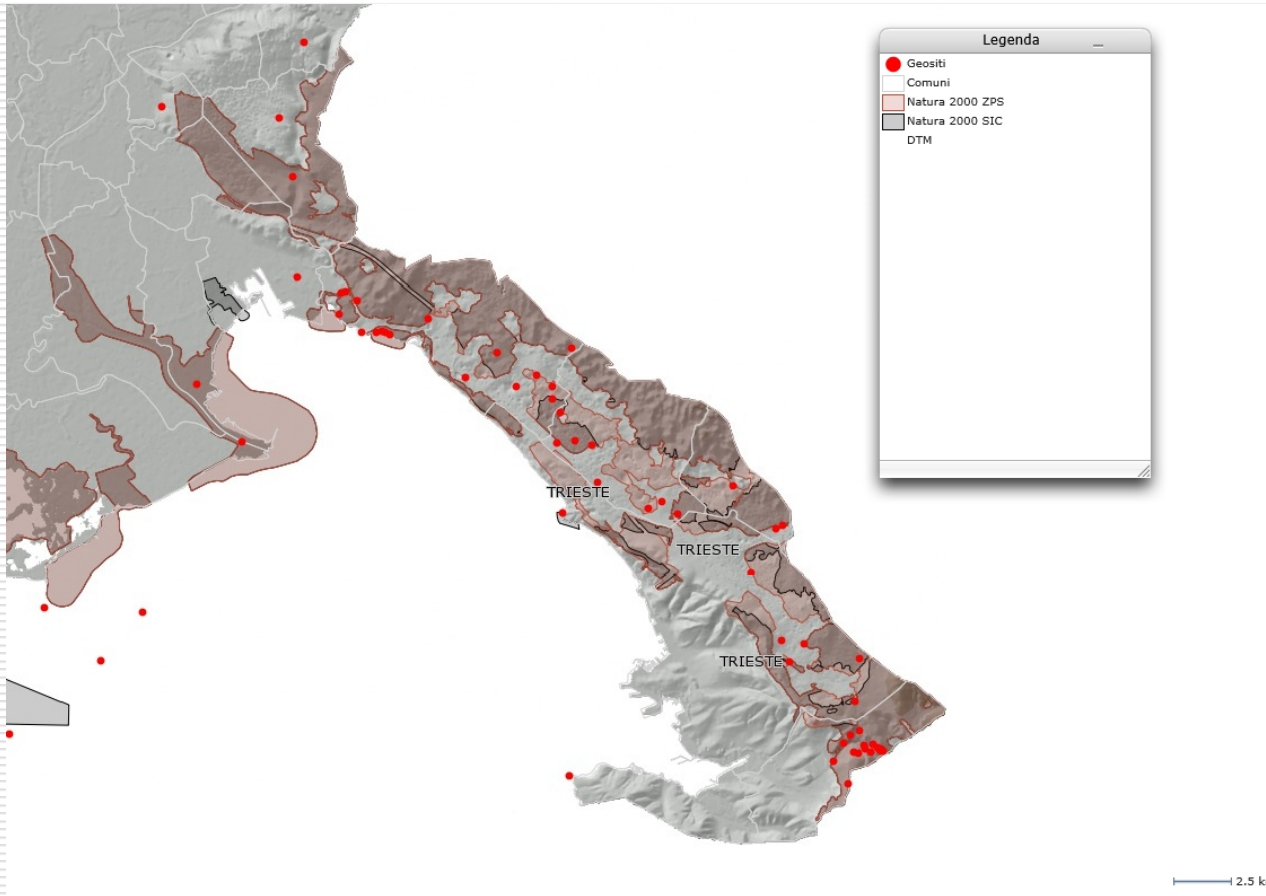 Legenda
Geositi
Comuni
Natura 2000 ZPS
Natura 2000 SIC
DTM
TRIESTE
TRIESTE
TRIESTE
2.5 k